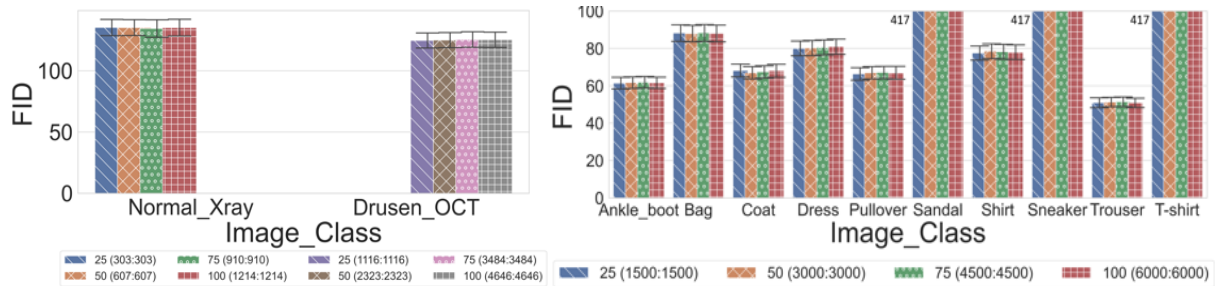 FID
100
50
0
Normal_Xray Drusen_OCT
Image_Class
25 (303:303) 75 (910:910) 25 (1116:1116) 75 (3484:3484)
50 (607:607) 100 (1214:1214) 50 (2323:2323) 100 (4646:4646)
FID
100
80
60
40
20
0
417 417 417
Ankle_boot Bag Coat Dress Pullover Sandal Shirt Sneaker Trouser T-shirt
Image_Class
25 (1500:1500) 50 (3000:3000) 75 (4500:4500) 100 (6000:6000)